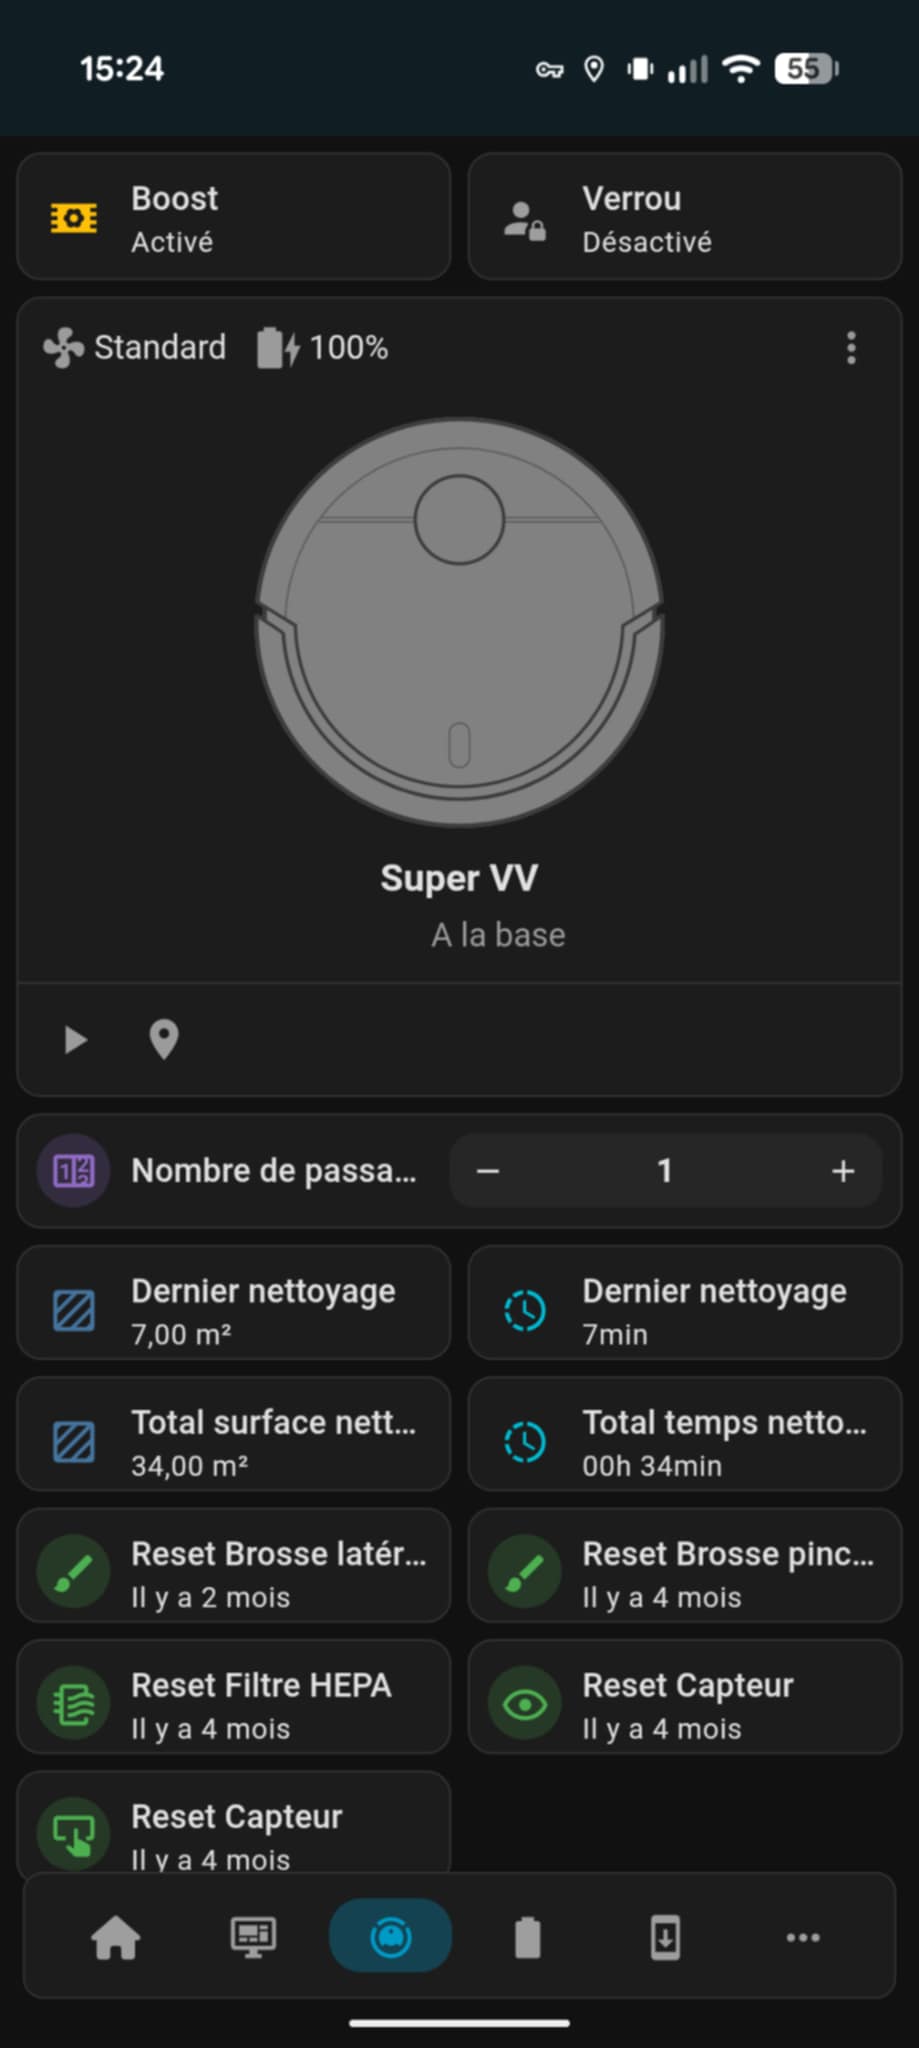 15:24
55
Boost
Activé
Verrou
Désactivé
Standard
100%
Super VV
A la base
Nombre de passa...
1
Dernier nettoyage
7,00 m²
Dernier nettoyage
7min
Total surface nett...
34,00 m²
Total temps netto...
00h 34min
Reset Brosse latér...
Il y a 2 mois
Reset Brosse pinc...
Il y a 4 mois
Reset Filtre HEPA
Il y a 4 mois
Reset Capteur
Il y a 4 mois
Reset Capteur
Il y a 4 mois